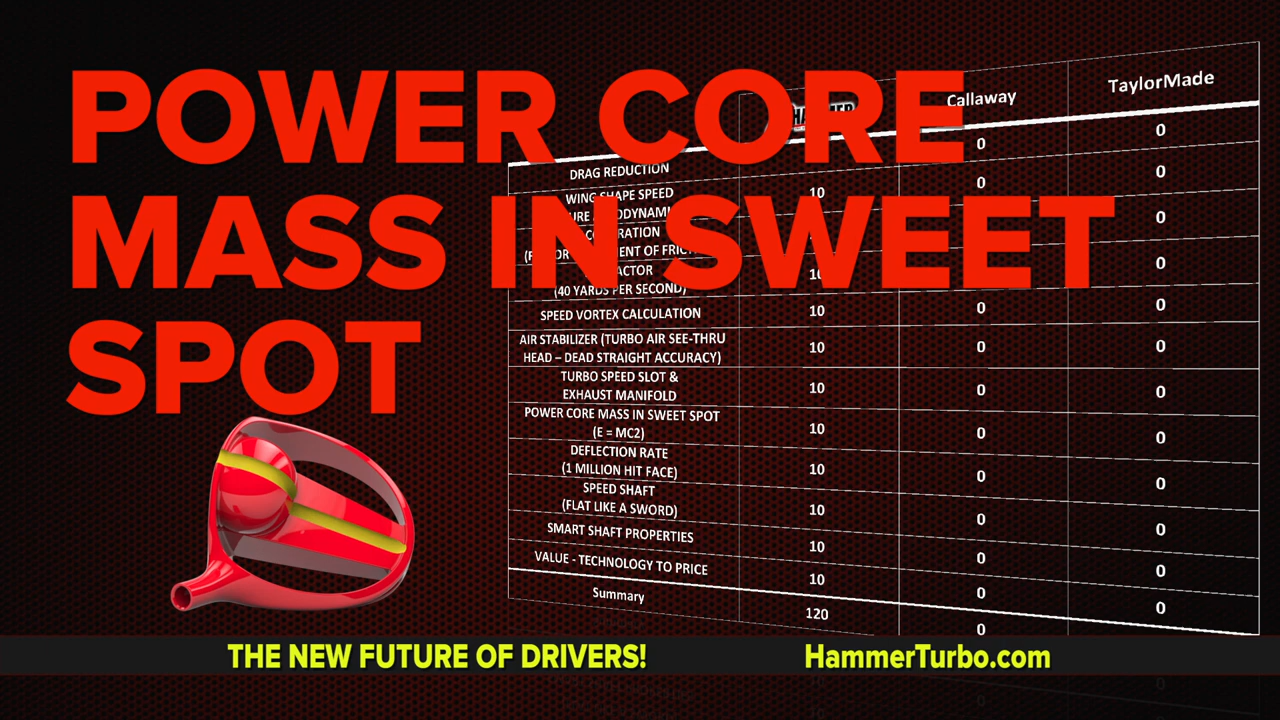 POWER CORE
MASS IN SWEET
SPOT
Callaway
TaylorMade
0
0
DRAG REDUCTION
WING SHAPE SPEED
10
0
0
0
(40 YARDS PER SECOND)
0
SPEED VORTEX CALCULATION
10
0
0
AIR STABILIZER (TURBO AIR SEE-THRU
HEAD – DEAD STRAIGHT ACCURACY)
10
0
0
TURBO SPEED SLOT &
EXHAUST MANIFOLD
10
0
0
POWER CORE MASS IN SWEET SPOT
(E = MC2)
10
0
0
DEFLECTION RATE
(1 MILLION HIT FACE)
10
0
0
SPEED SHAFT
(FLAT LIKE A SWORD)
10
0
0
SMART SHAFT PROPERTIES
10
0
0
VALUE - TECHNOLOGY TO PRICE
10
0
0
Summary
120
0
THE NEW FUTURE OF DRIVERS!
HammerTurbo.com